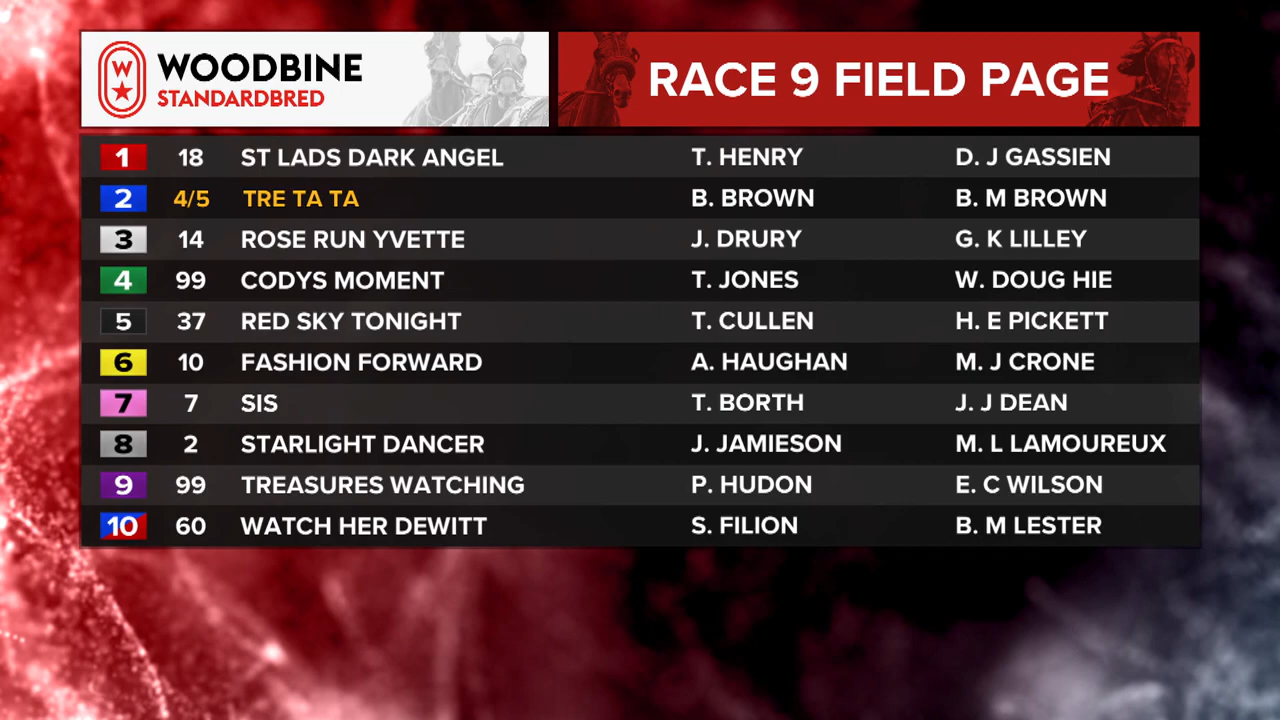 W
WOODBINE
STANDARDBRED
RACE 9 FIELD PAGE
1 18 ST LADS DARK ANGEL T. HENRY D. J GASSIEN
2 4/5 TRE TA TA B. BROWN B. M BROWN
3 14 ROSE RUN YVETTE J. DRURY G. K LILLEY
4 99 CODYS MOMENT T. JONES W. DOUG HIE
5 37 RED SKY TONIGHT T. CULLEN H. E PICKETT
6 10 FASHION FORWARD A. HAUGHAN M. J CRONE
7 7 SIS T. BORTH J. J DEAN
8 2 STARLIGHT DANCER J. JAMIESON M. L LAMOUREUX
9 99 TREASURES WATCHING P. HUDON E. C WILSON
10 60 WATCH HER DEWITT S. FILION B. M LESTER